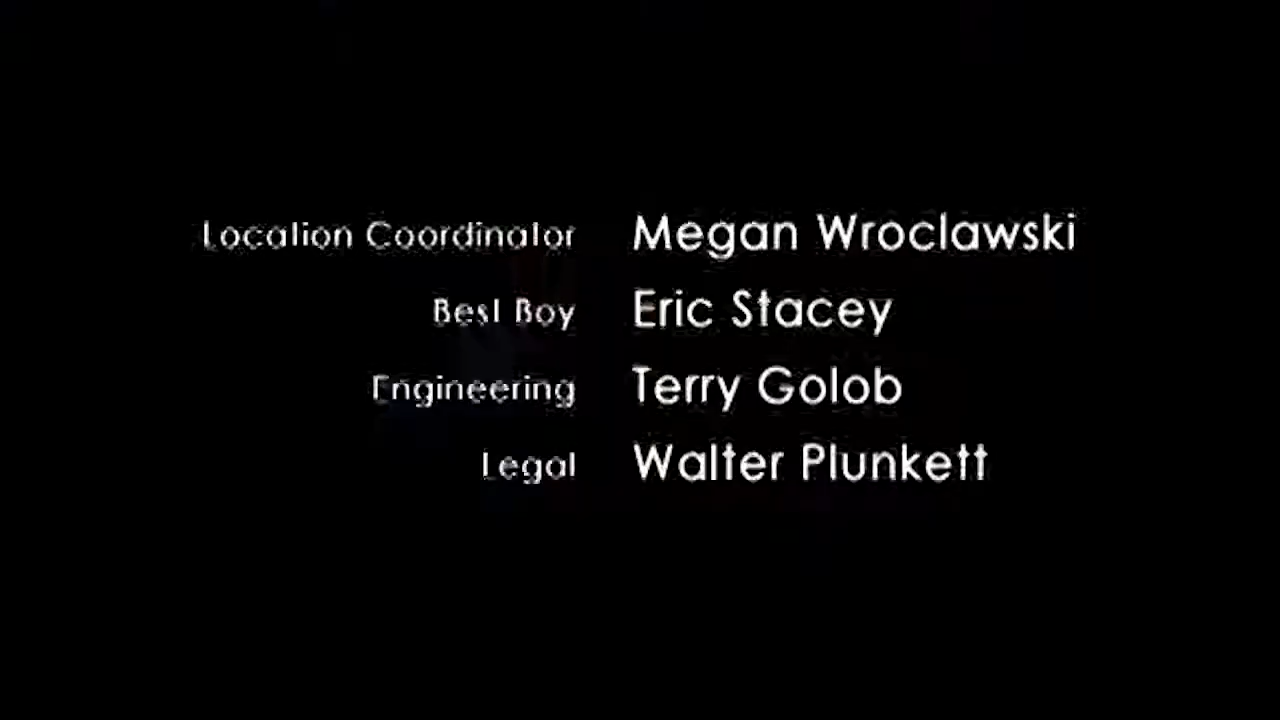 Location Coordinator Megan Wroclawski
Best Boy Eric Stacey
Engineering Terry Golob
Legal Walter Plunkett